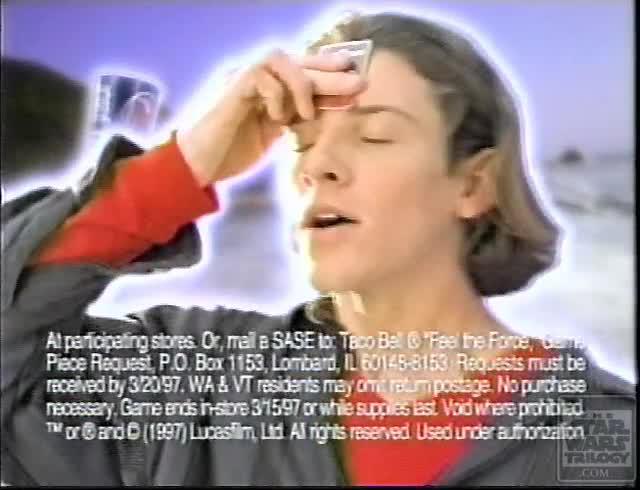 At participating stores. Or, mail a SASE to: Taco Bell ® "Feel the Force," Game
Piece Request, P.O. Box 1153, Lombard, IL 60148-8153. Requests must be
received by 3/20/97. WA & VT residents may omit return postage. No purchase
necessary. Game ends in-store 3/15/97 or while supplies last. Void where prohibited.
™ or ® and © (1997) Lucasfilm, Ltd. All rights reserved. Used under authorization.
THE
STAR
WARS
TRILOGY
.COM